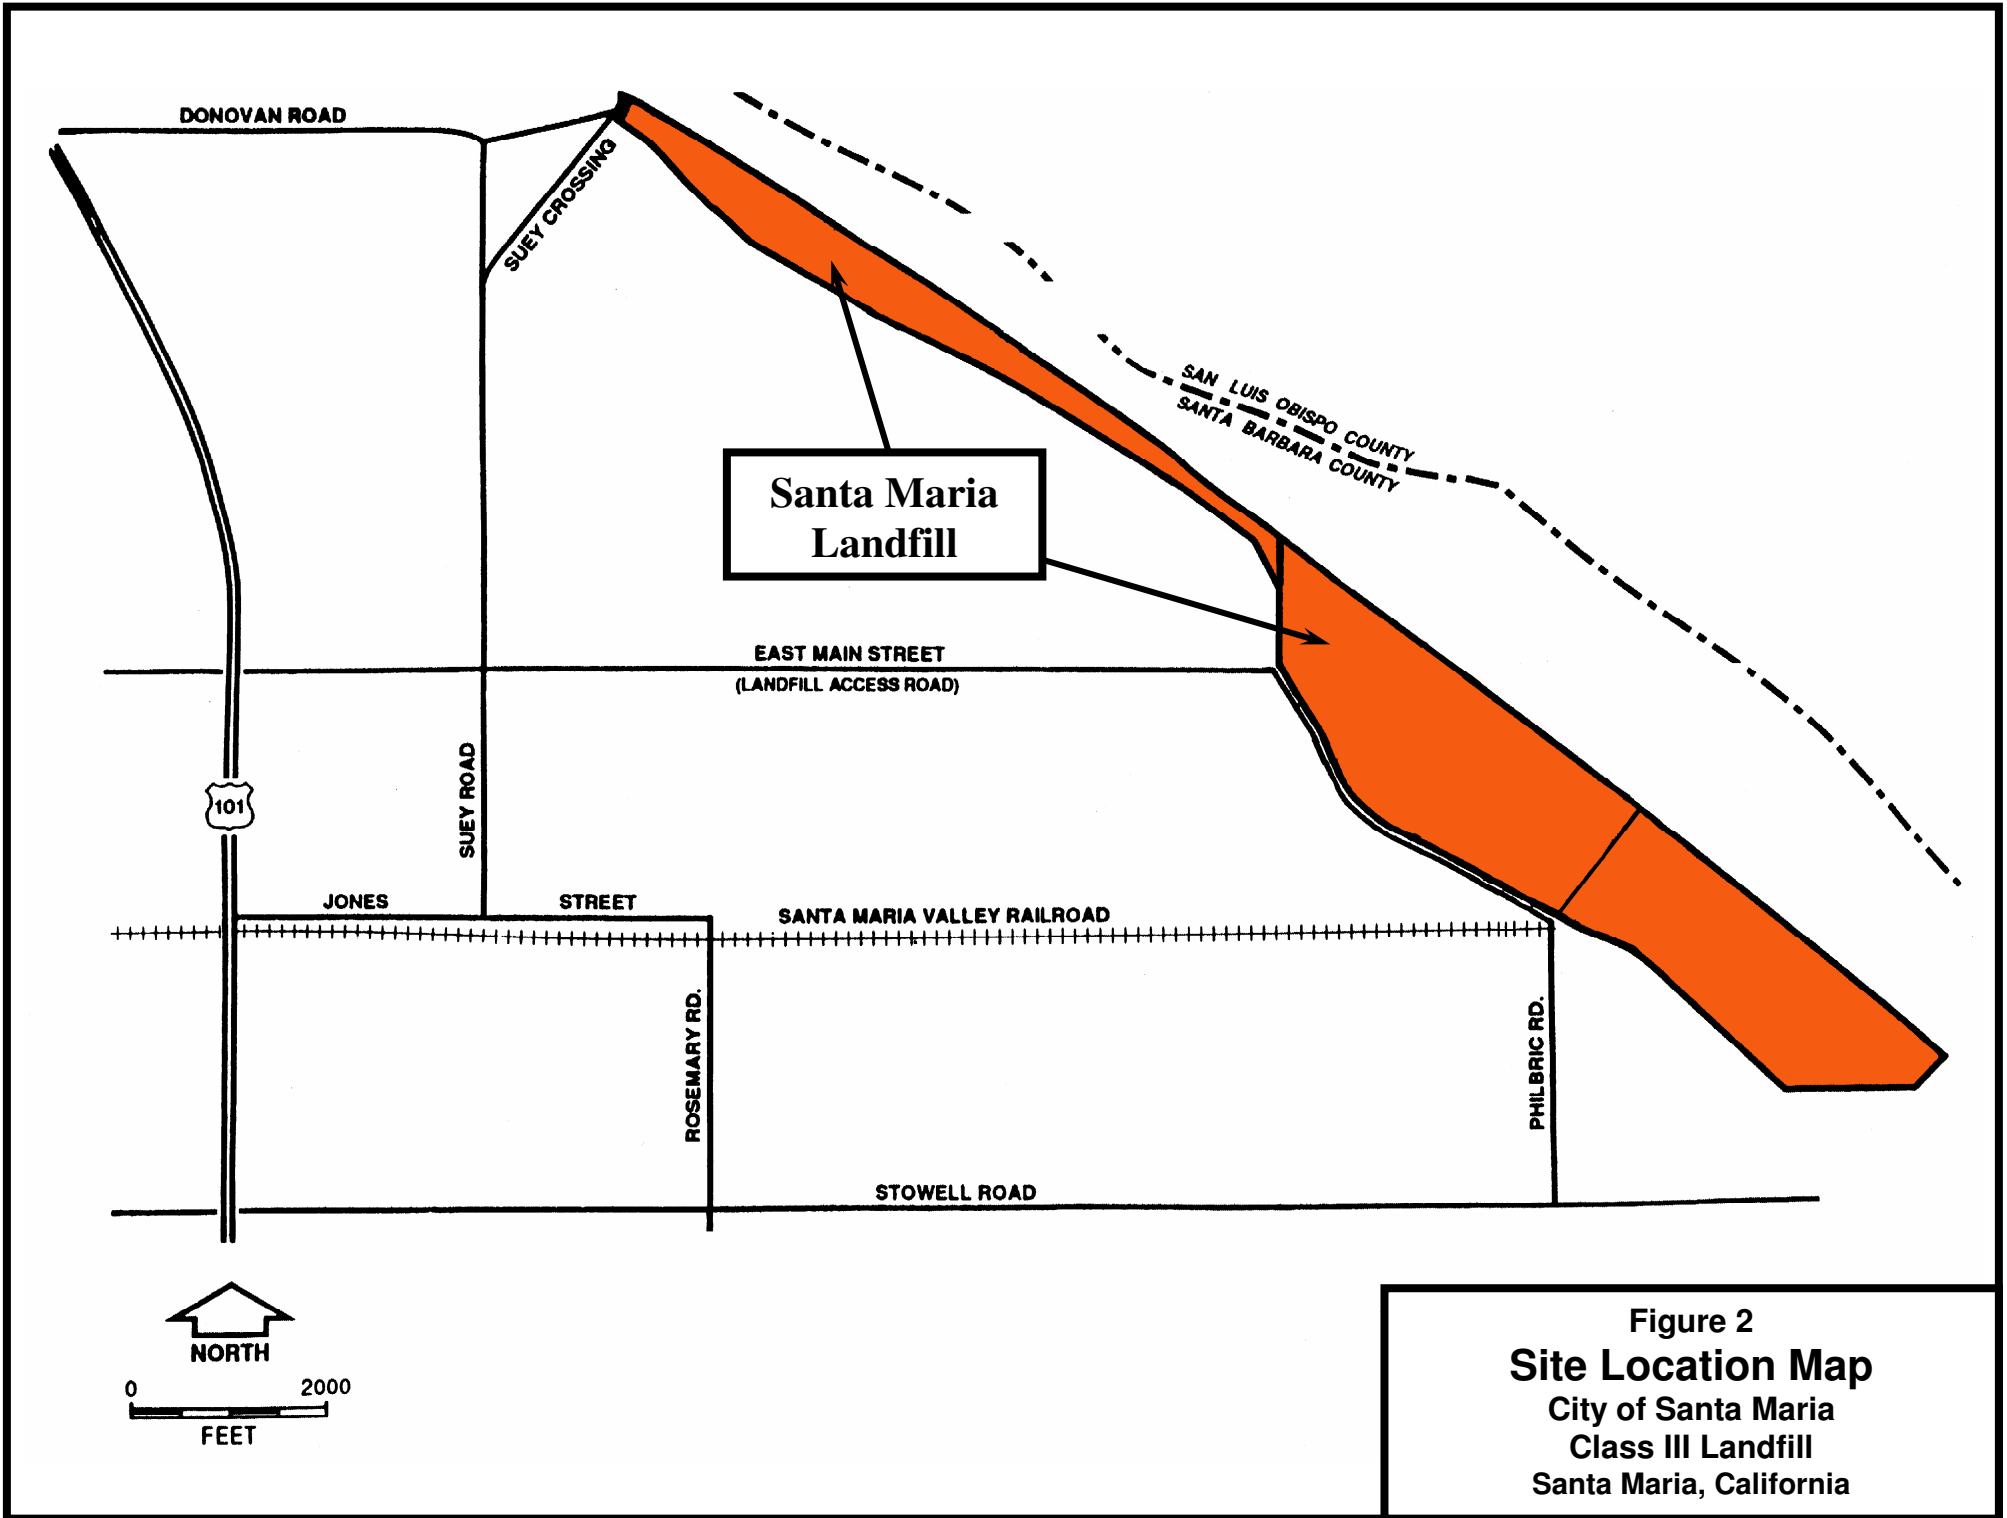 DONOVAN ROAD
SUEY CROSSING
SAN LUIS OBISPO COUNTY
SANTA BARBARA COUNTY
Santa Maria
Landfill
EAST MAIN STREET
(LANDFILL ACCESS ROAD)
SUEY ROAD
101
JONES STREET
SANTA MARIA VALLEY RAILROAD
ROSEMARY RD.
PHILBRIC RD.
STOWELL ROAD
NORTH
0 2000
FEET
Figure 2
Site Location Map
City of Santa Maria
Class III Landfill
Santa Maria, California